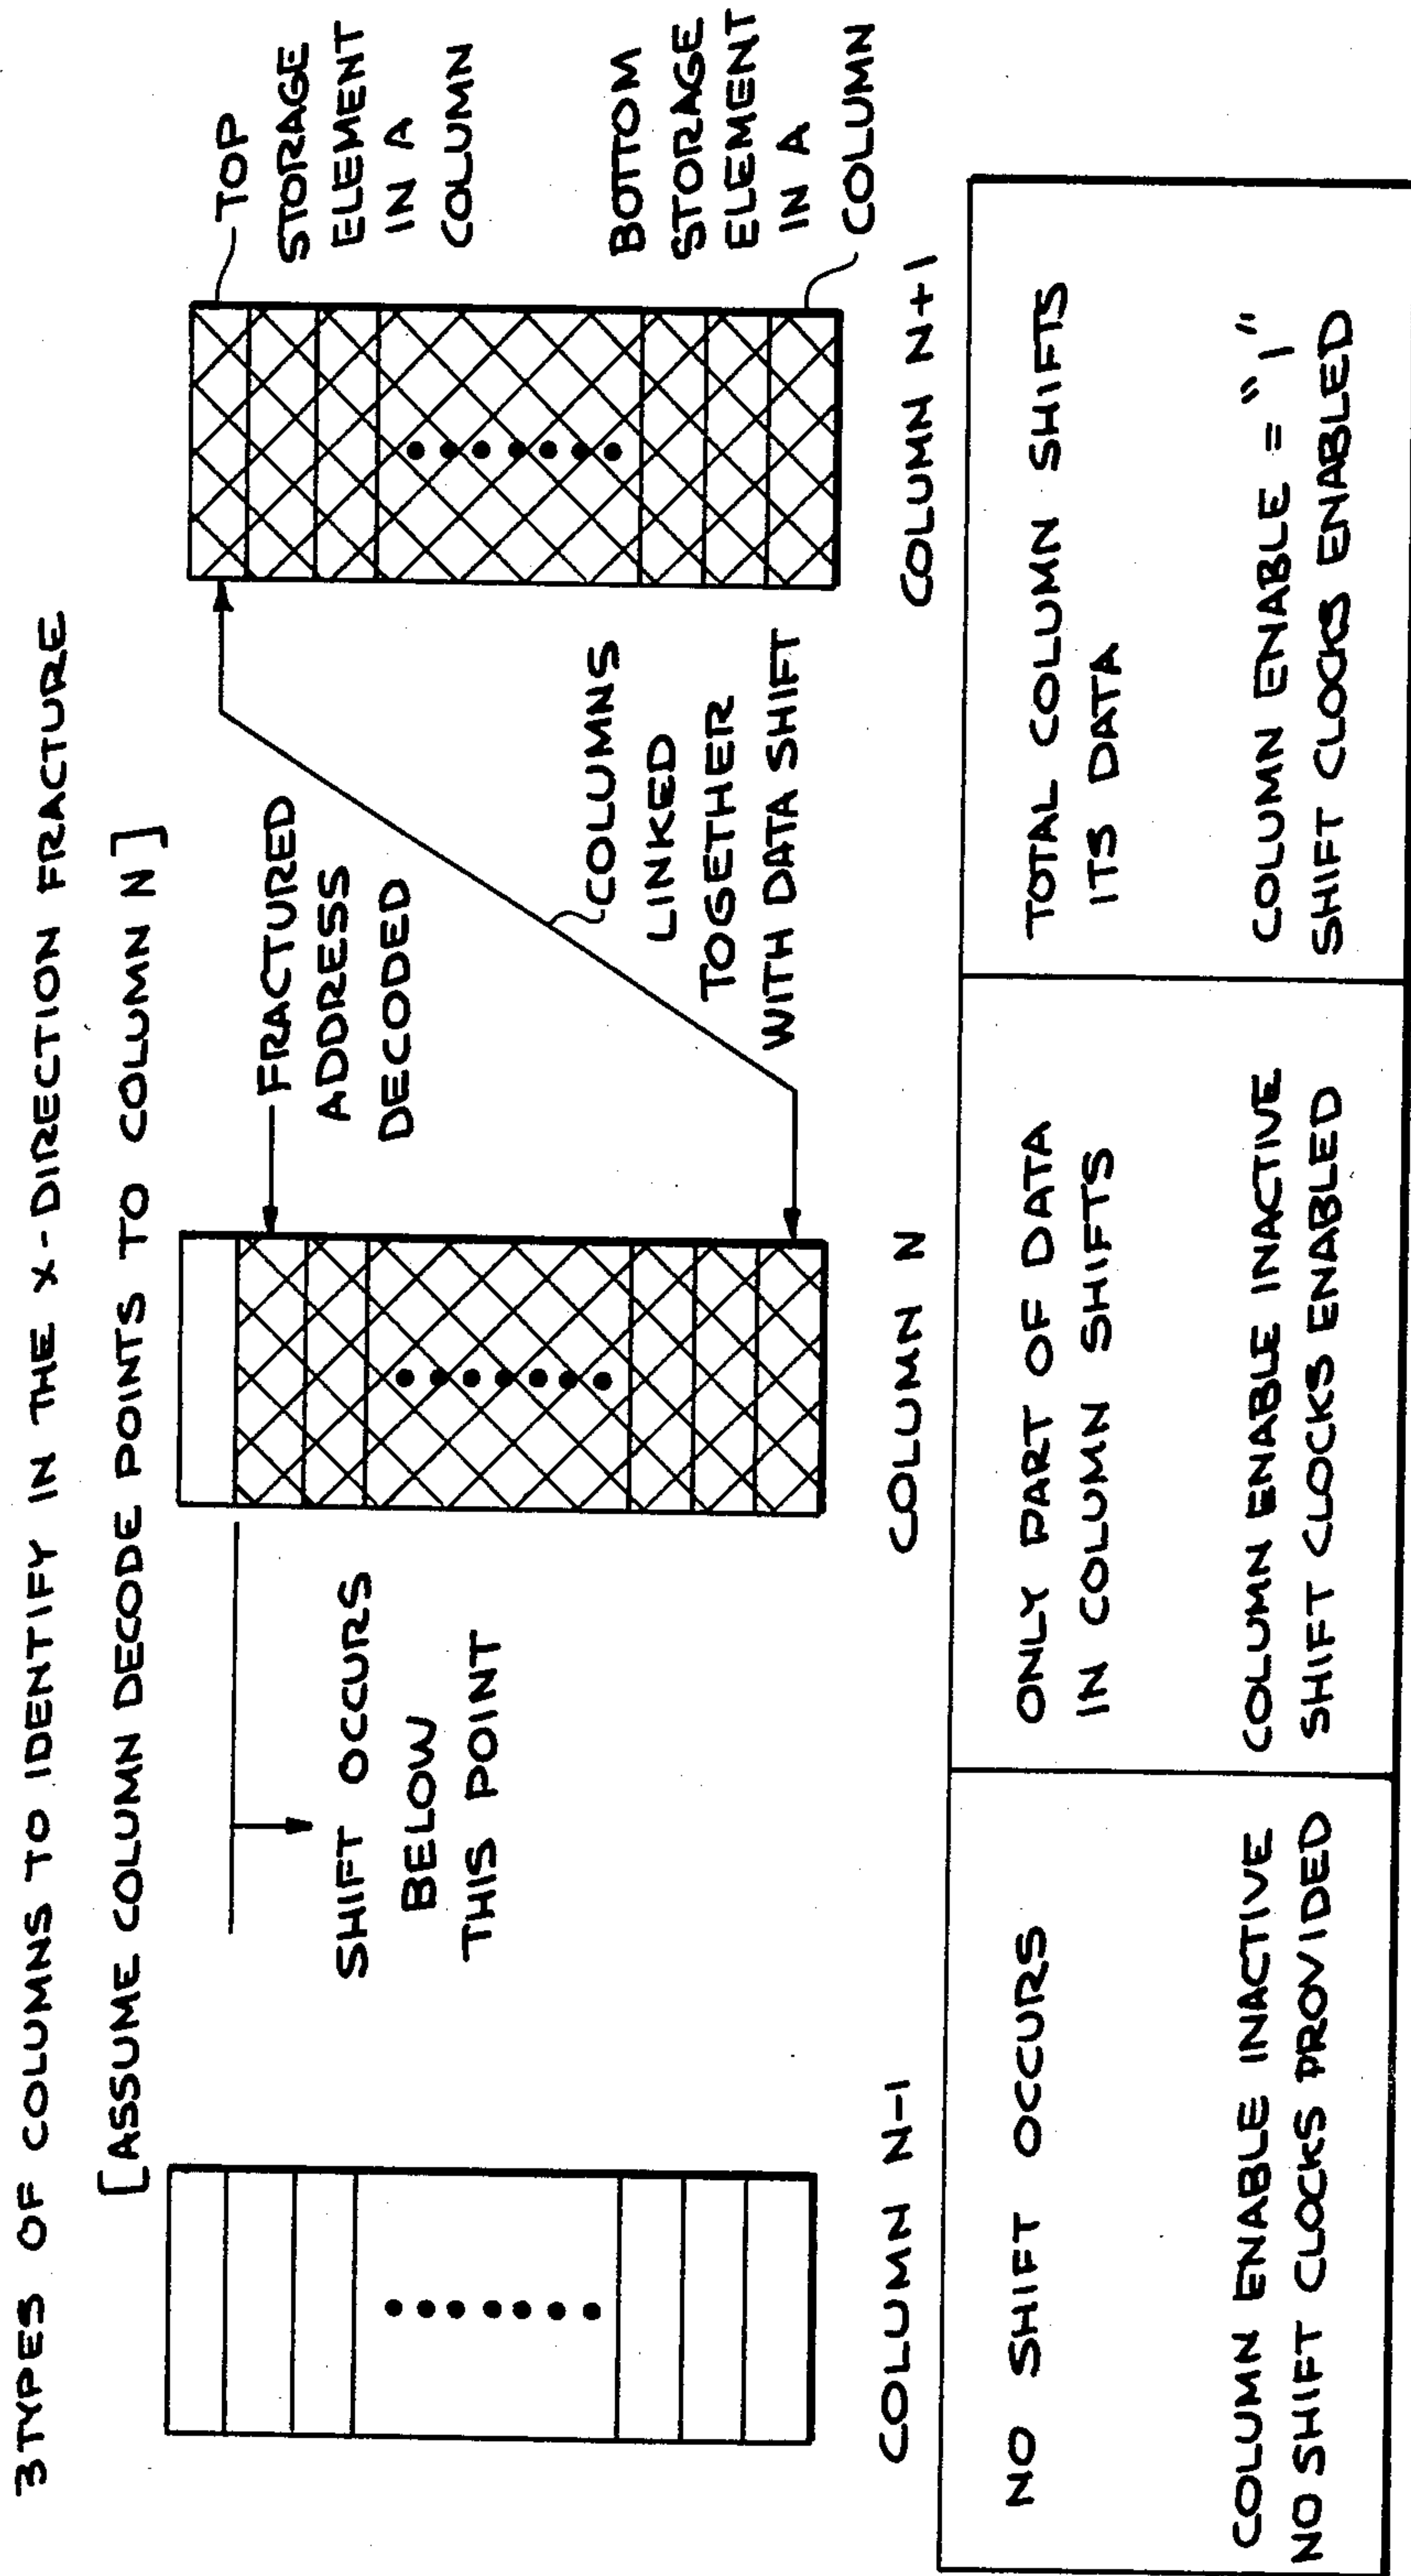 3 TYPES OF COLUMNS TO IDENTIFY IN THE X-DIRECTION FRACTURE
[ASSUME COLUMN DECODE POINTS TO COLUMN N]
SHIFT OCCURS
BELOW
THIS POINT
FRACTURED
ADDRESS
DECODED
COLUMNS
LINKED
TOGETHER
WITH DATA SHIFT
TOP
STORAGE
ELEMENT
IN A
COLUMN
BOTTOM
STORAGE
ELEMENT
IN A
COLUMN
COLUMN N-1
COLUMN N
COLUMN N+1
NO SHIFT OCCURS
COLUMN ENABLE INACTIVE
NO SHIFT CLOCKS PROVIDED
ONLY PART OF DATA
IN COLUMN SHIFTS
COLUMN ENABLE INACTIVE
SHIFT CLOCKS ENABLED
TOTAL COLUMN SHIFTS
ITS DATA
COLUMN ENABLE = "1"
SHIFT CLOCKS ENABLED